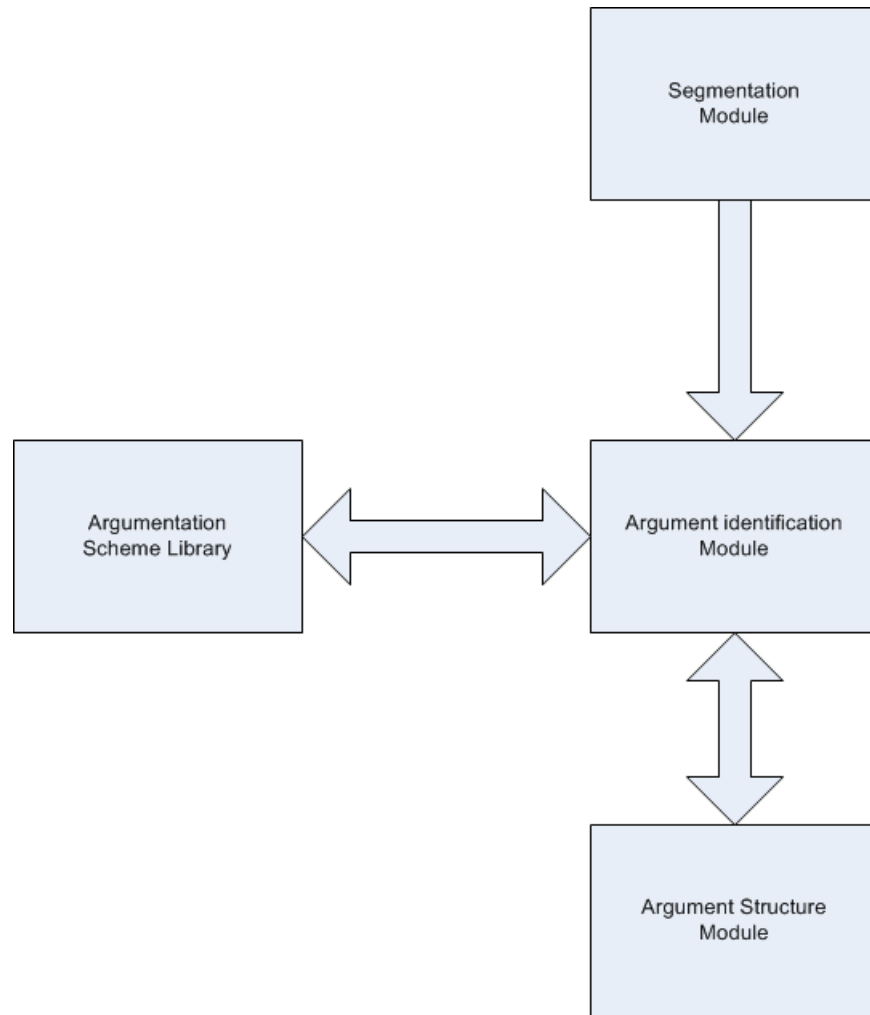 Segmentation
Module
Argumentation
Scheme Library
Argument identification
Module
Argument Structure
Module